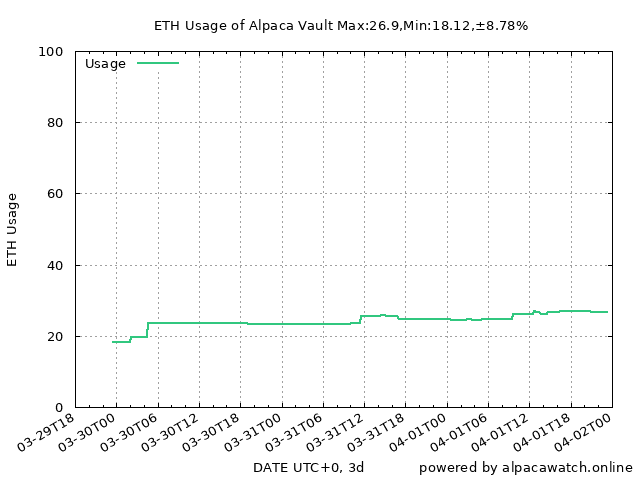 ETH Usage of Alpaca Vault Max:26.9,Min:18.12,±8.78%
Usage
ETH Usage
100
80
60
40
20
0
03-29T18
03-30T00
03-30T06
03-30T12
03-30T18
03-31T00
03-31T06
03-31T12
03-31T18
04-01T00
04-01T06
04-01T12
04-01T18
04-02T00
DATE UTC+0, 3d
powered by alpacawatch.online